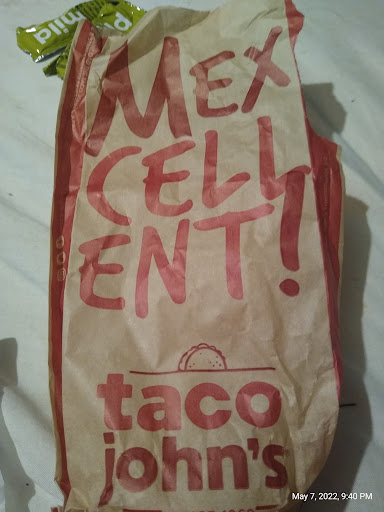 MEX
CELL
ENT!
taco
john's
May 7, 2022, 9:40 PM